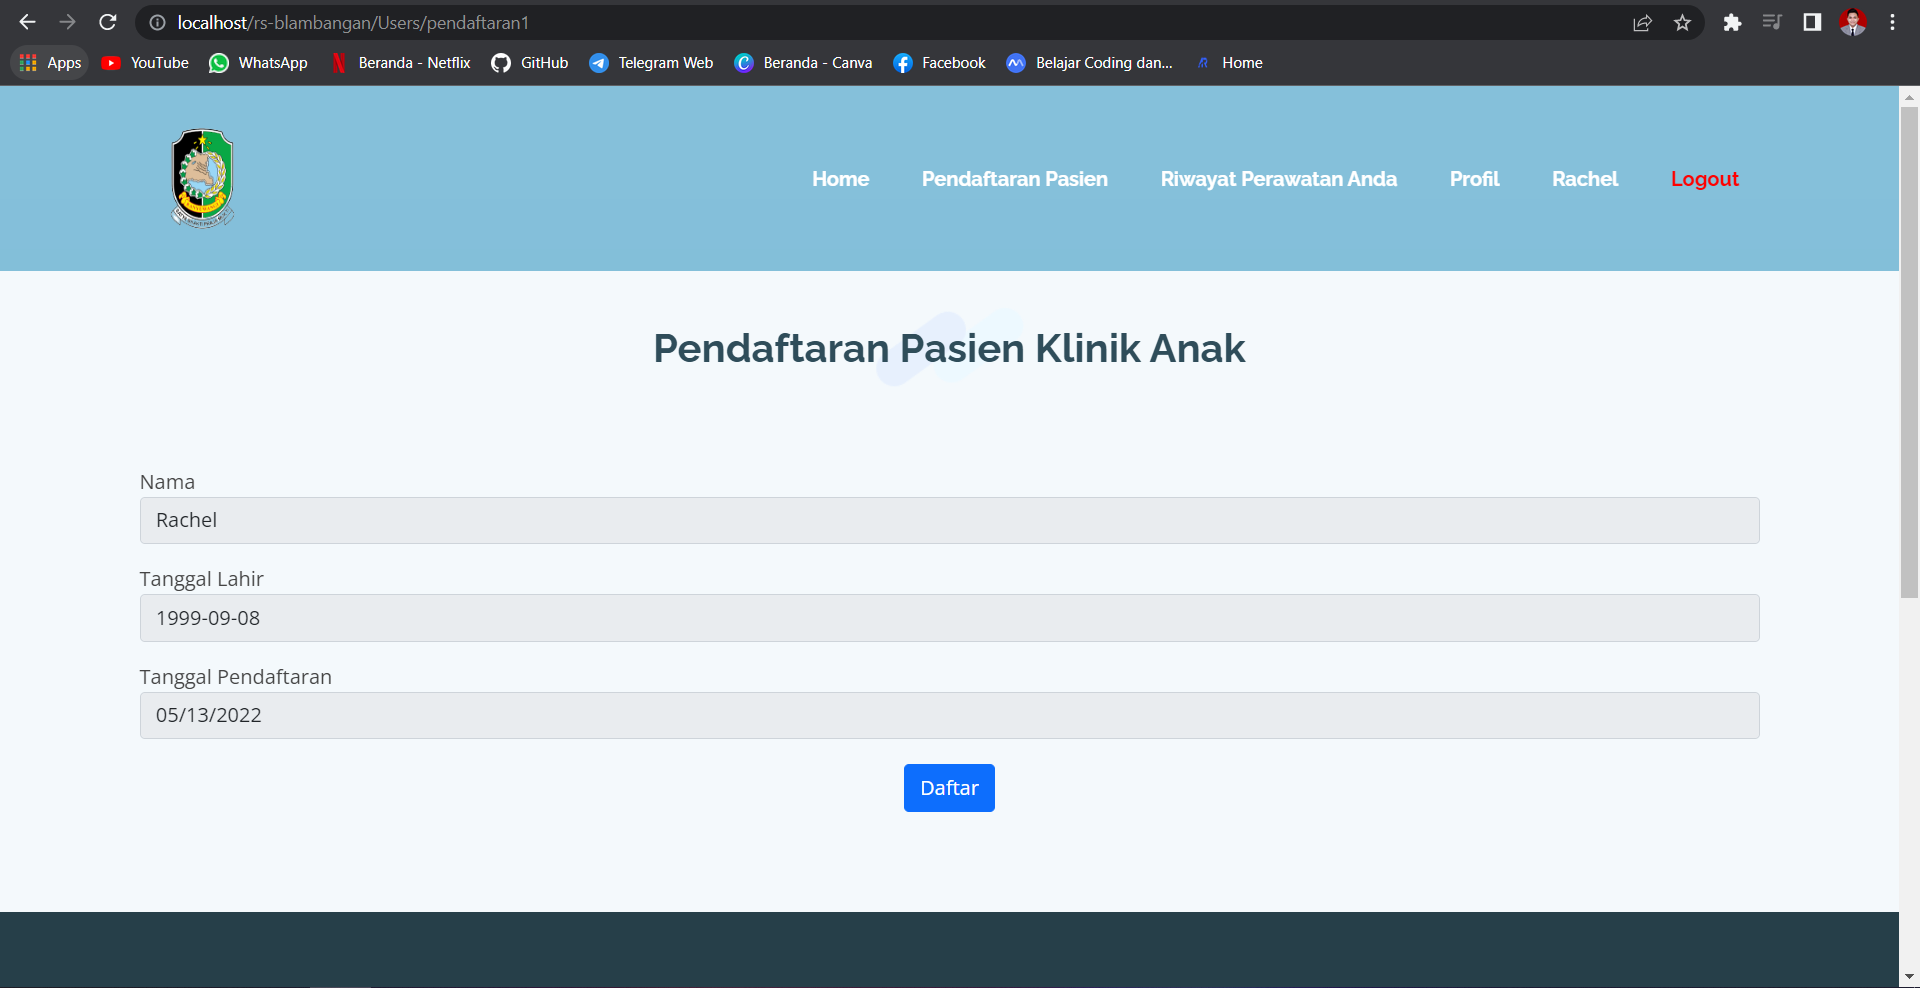 localhost/rs-blambangan/Users/pendaftaran1
Apps YouTube WhatsApp Beranda - Netflix GitHub Telegram Web Beranda - Canva Facebook Belajar Coding dan... Home
Home Pendaftaran Pasien Riwayat Perawatan Anda Profil Rachel Logout
Pendaftaran Pasien Klinik Anak
Nama
Rachel
Tanggal Lahir
1999-09-08
Tanggal Pendaftaran
05/13/2022
Daftar